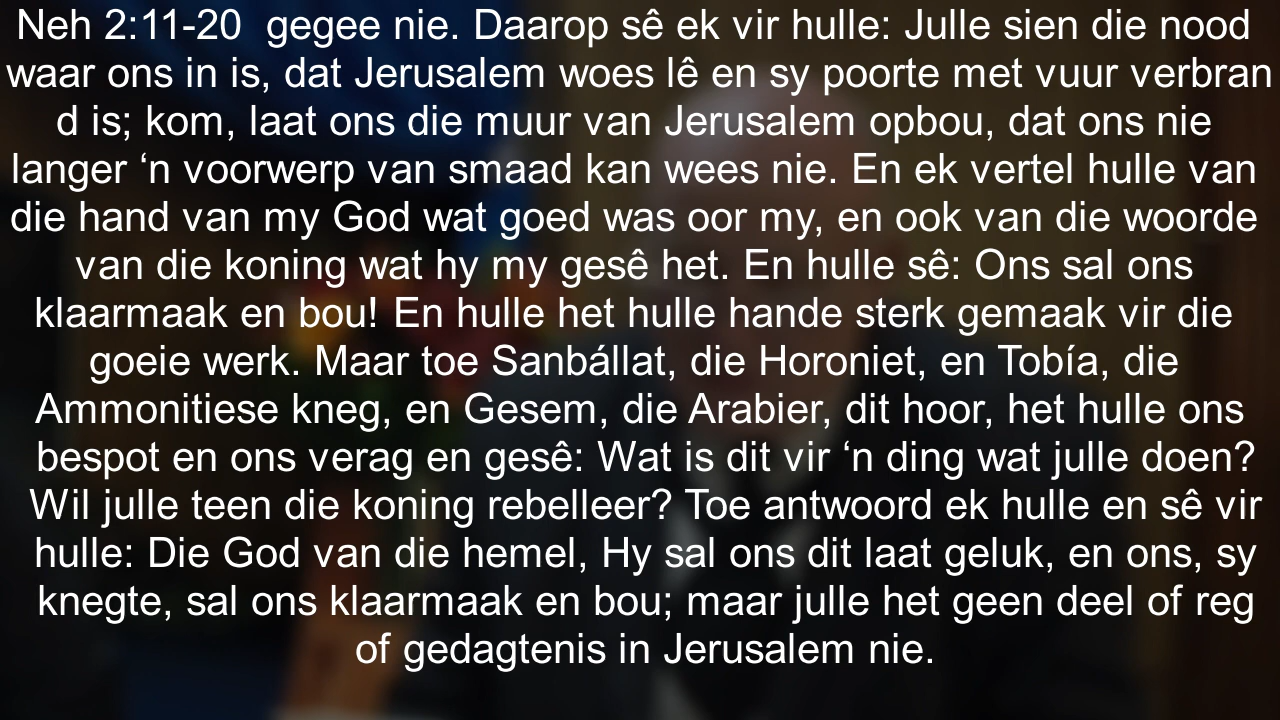 Neh 2:11-20  gegee nie. Daarop sê ek vir hulle: Julle sien die nood
waar ons in is, dat Jerusalem woes lê en sy poorte met vuur verbran
d is; kom, laat ons die muur van Jerusalem opbou, dat ons nie
langer ‘n voorwerp van smaad kan wees nie. En ek vertel hulle van
die hand van my God wat goed was oor my, en ook van die woorde
van die koning wat hy my gesê het. En hulle sê: Ons sal ons
klaarmaak en bou! En hulle het hulle hande sterk gemaak vir die
goeie werk. Maar toe Sanbállat, die Horoniet, en Tobía, die
Ammonitiese kneg, en Gesem, die Arabier, dit hoor, het hulle ons
bespot en ons verag en gesê: Wat is dit vir ‘n ding wat julle doen?
Wil julle teen die koning rebelleer? Toe antwoord ek hulle en sê vir
hulle: Die God van die hemel, Hy sal ons dit laat geluk, en ons, sy
knegte, sal ons klaarmaak en bou; maar julle het geen deel of reg
of gedagtenis in Jerusalem nie.